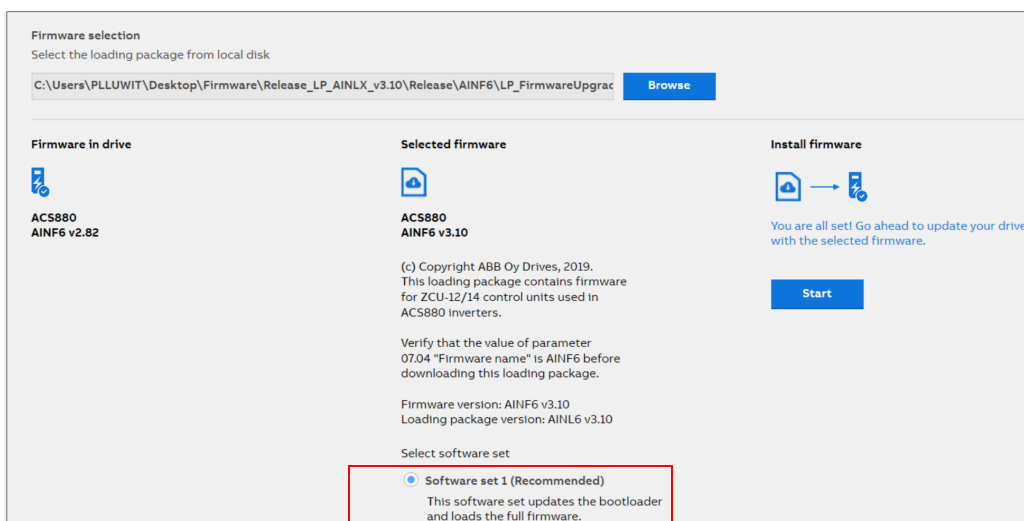 Firmware selection
Select the loading package from local disk
C:\Users\PLLUWIT\Desktop\Firmware\Release_LP_AINLX_v3.10\Release\AINF6\LP_FirmwareUpgrac
Browse
Firmware in drive
Selected firmware
Install firmware
ACS880
AINF6 v2.82
ACS880
AINF6 v3.10
You are all set! Go ahead to update your drive
with the selected firmware.
(c) Copyright ABB Oy Drives, 2019.
This loading package contains firmware
for ZCU-12/14 control units used in
ACS880 inverters.
Start
Verify that the value of parameter
07.04 "Firmware name" is AINF6 before
downloading this loading package.
Firmware version: AINF6 v3.10
Loading package version: AINL6 v3.10
Select software set
Software set 1 (Recommended)
This software set updates the bootloader
and loads the full firmware.